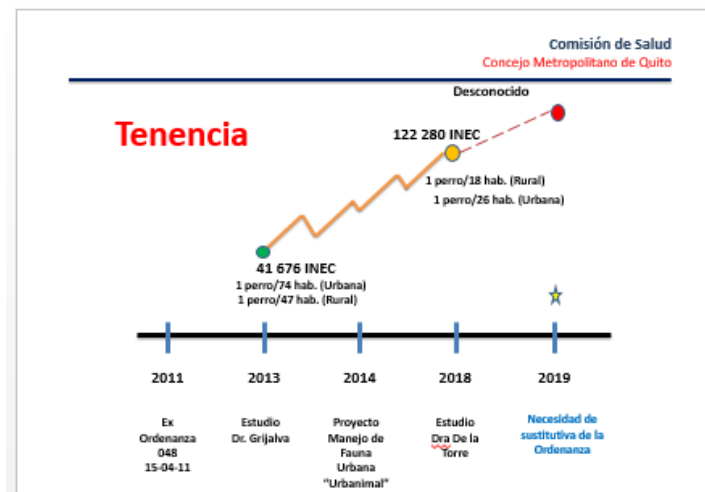 Comisión de Salud
Concejo Metropolitano de Quito
Desconocido
Tenencia
122 280 INEC
1 perro/18 hab. (Rural)
1 perro/26 hab. (Urbana)
41 676 INEC
1 perro/74 hab. (Urbana)
1 perro/47 hab. (Rural)
2011
2013
2014
2018
2019
Ex
Ordenanza
048
15-04-11
Estudio
Dr. Grijalva
Proyecto
Manejo de
Fauna
Urbana
"Urbanimal"
Estudio
Dra De la
Torre
Necesidad de
sustitutiva de la
Ordenanza